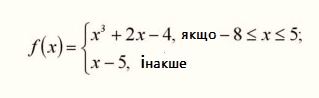 f(x) = { x³ + 2x – 4, якщо – 8 ≤ x ≤ 5;
x – 5, інакше